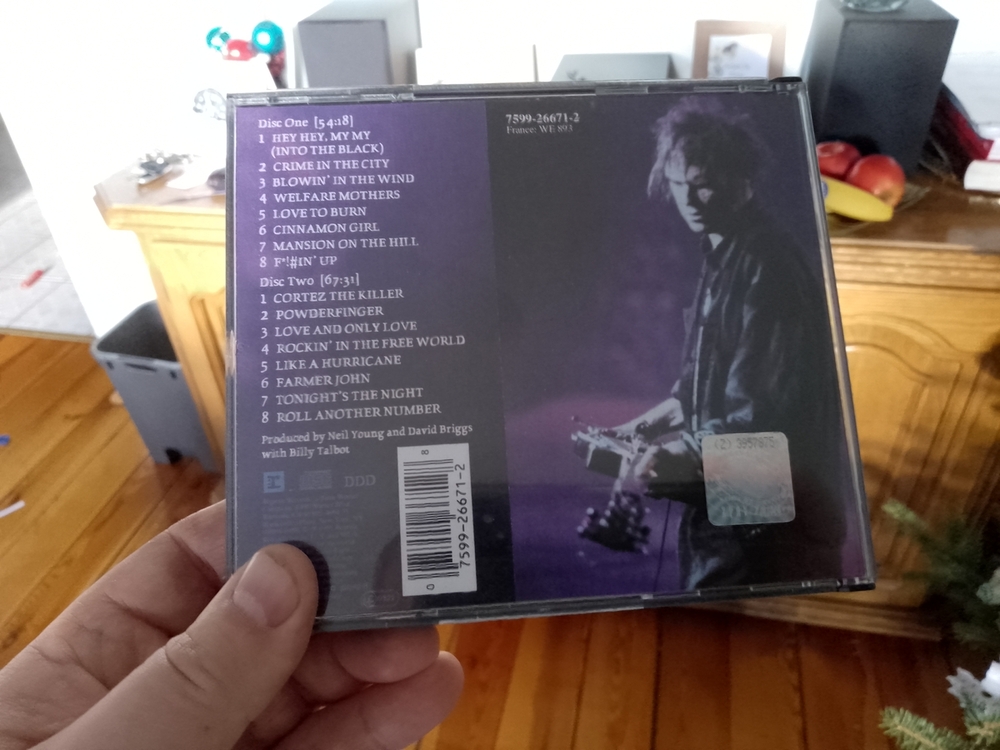 Disc One [54:18]
1 HEY HEY, MY MY
(INTO THE BLACK)
2 CRIME IN THE CITY
3 BLOWIN' IN THE WIND
4 WELFARE MOTHERS
5 LOVE TO BURN
6 CINNAMON GIRL
7 MANSION ON THE HILL
8 F*!#IN' UP
Disc Two [67:31]
1 CORTEZ THE KILLER
2 POWDERFINGER
3 LOVE AND ONLY LOVE
4 ROCKIN' IN THE FREE WORLD
5 LIKE A HURRICANE
6 FARMER JOHN
7 TONIGHT'S THE NIGHT
8 ROLL ANOTHER NUMBER
Produced by Neil Young and David Briggs
with Billy Talbot
DDD
7599-26671-2
France: WE 893
8
7599-26671-2
0